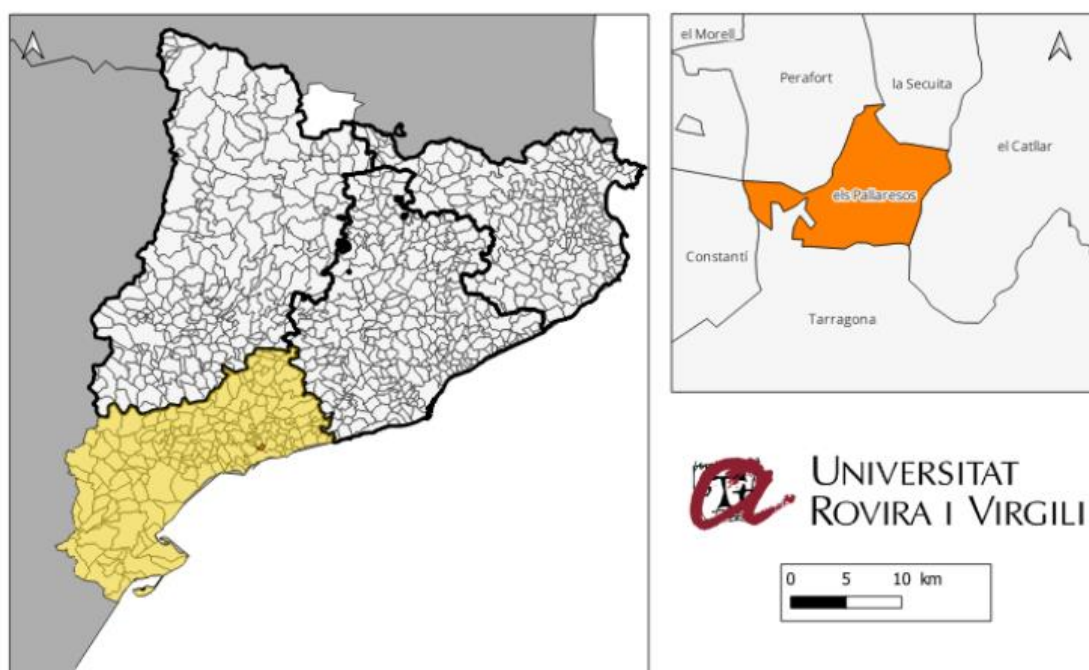 el Morell
Perafort
la Secuita
el Catllar
els Pallaresos
Constantí
Tarragona
UNIVERSITAT
ROVIRA I VIRGILI
0 5 10 km